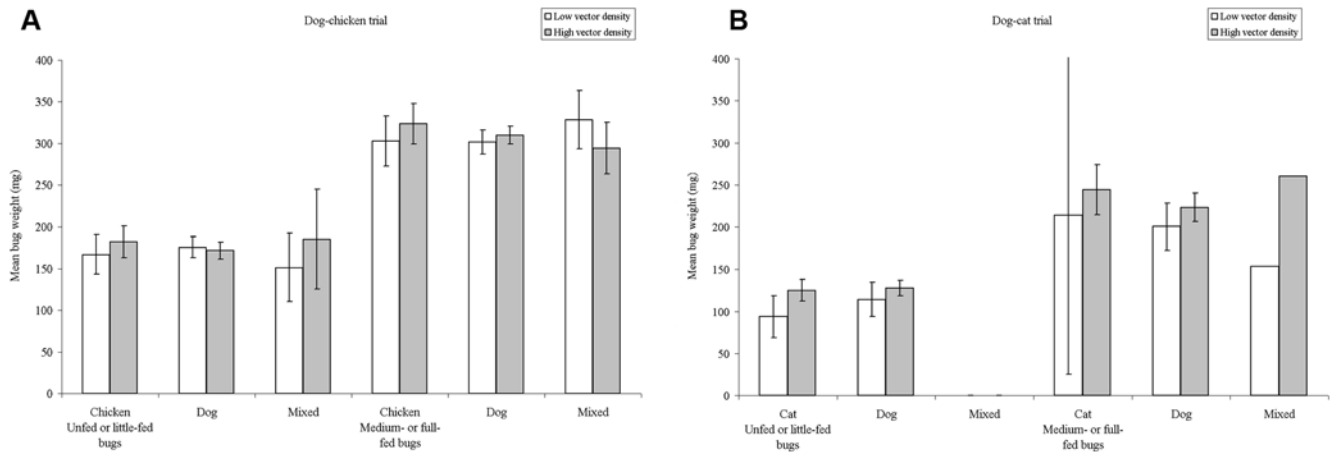 A
Dog-chicken trial
Low vector density
High vector density
Mean bug weight (mg)
400
350
300
250
200
150
100
50
0
Chicken Dog Mixed Chicken Dog Mixed
Unfed or little-fed Medium- or full-
bugs fed bugs
B
Dog-cat trial
Low vector density
High vector density
Mean bug weight (mg)
400
350
300
250
200
150
100
50
0
Cat Dog Mixed Cat Dog Mixed
Unfed or little-fed Medium- or full-
bugs fed bugs